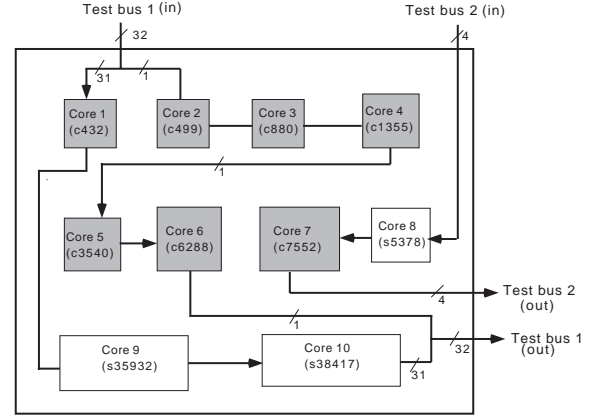 Test bus 1 (in)
Test bus 2 (in)
32
4
31
1
Core 1
(c432)
Core 2
(c499)
Core 3
(c880)
Core 4
(c1355)
1
Core 5
(c3540)
Core 6
(c6288)
Core 7
(c7552)
Core 8
(s5378)
4
Test bus 2
(out)
1
32
Test bus 1
(out)
Core 9
(s35932)
Core 10
(s38417)
31